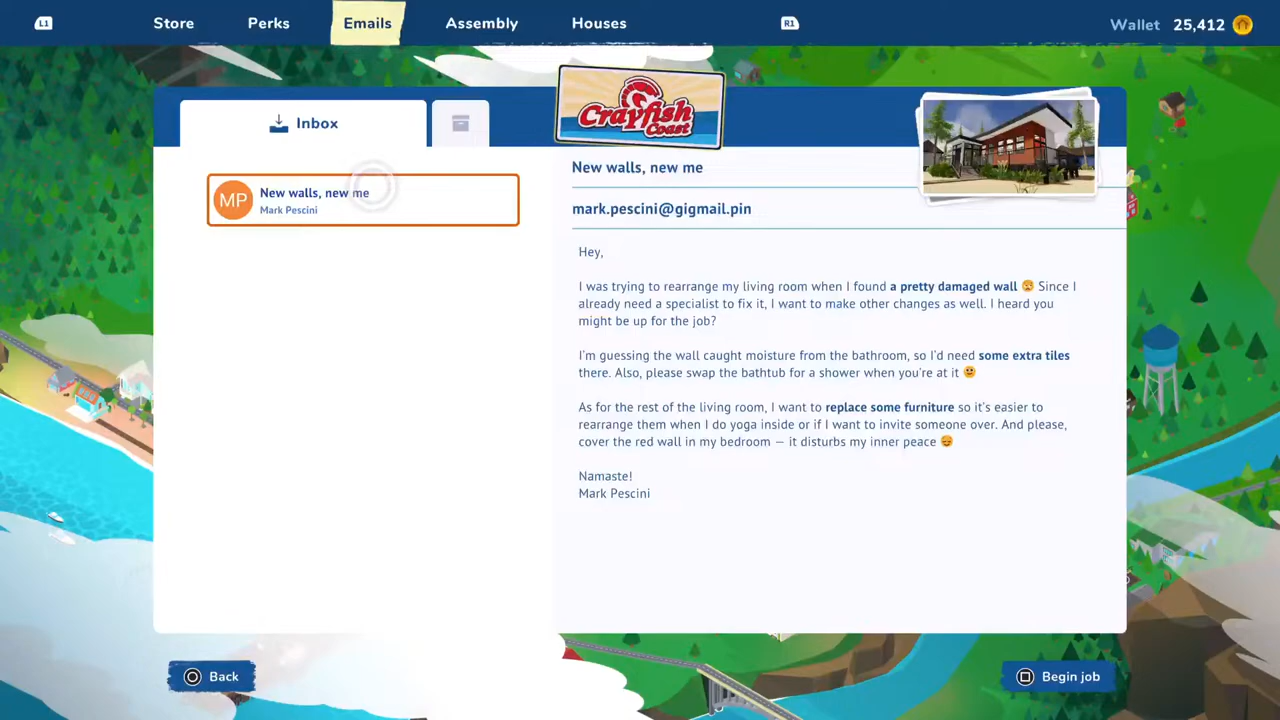 L1
Store
Perks
Emails
Assembly
Houses
R1
Wallet 25,412
Inbox
Crayfish
Coast
MP
New walls, new me
Mark Pescini
New walls, new me
mark.pescini@gigmail.pin
Hey,
I was trying to rearrange my living room when I found a pretty damaged wall 😧 Since I
already need a specialist to fix it, I want to make other changes as well. I heard you
might be up for the job?
I'm guessing the wall caught moisture from the bathroom, so I'd need some extra tiles
there. Also, please swap the bathtub for a shower when you're at it 🙂
As for the rest of the living room, I want to replace some furniture so it's easier to
rearrange them when I do yoga inside or if I want to invite someone over. And please,
cover the red wall in my bedroom — it disturbs my inner peace 😌
Namaste!
Mark Pescini
Back
Begin job